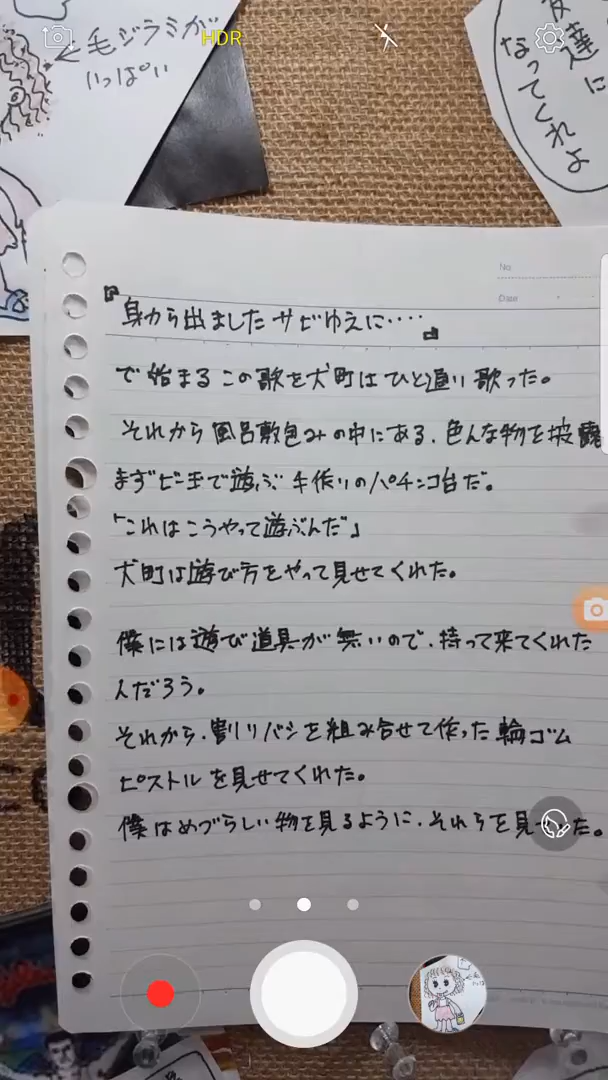 毛ジラミが
いっぱい
HDR
友達に
なってくれよ
No
Date
『身から出ましたサビゆえに‥‥』
で始まるこの歌を犬町はひと通り歌った。
それから風呂敷包みの中にある、色んな物を披露
まずビー玉で遊ぶ手作りのパチンコ台だ。
「これはこうやって遊ぶんだ」
犬町は遊び方をやって見せてくれた。
僕には遊び道具が無いので、持って来てくれた
んだろう。
それから、割りバシを組み合せて作った輪ゴム
ピストルを見せてくれた。
僕はめづらしい物を見るように、それらを見 た。